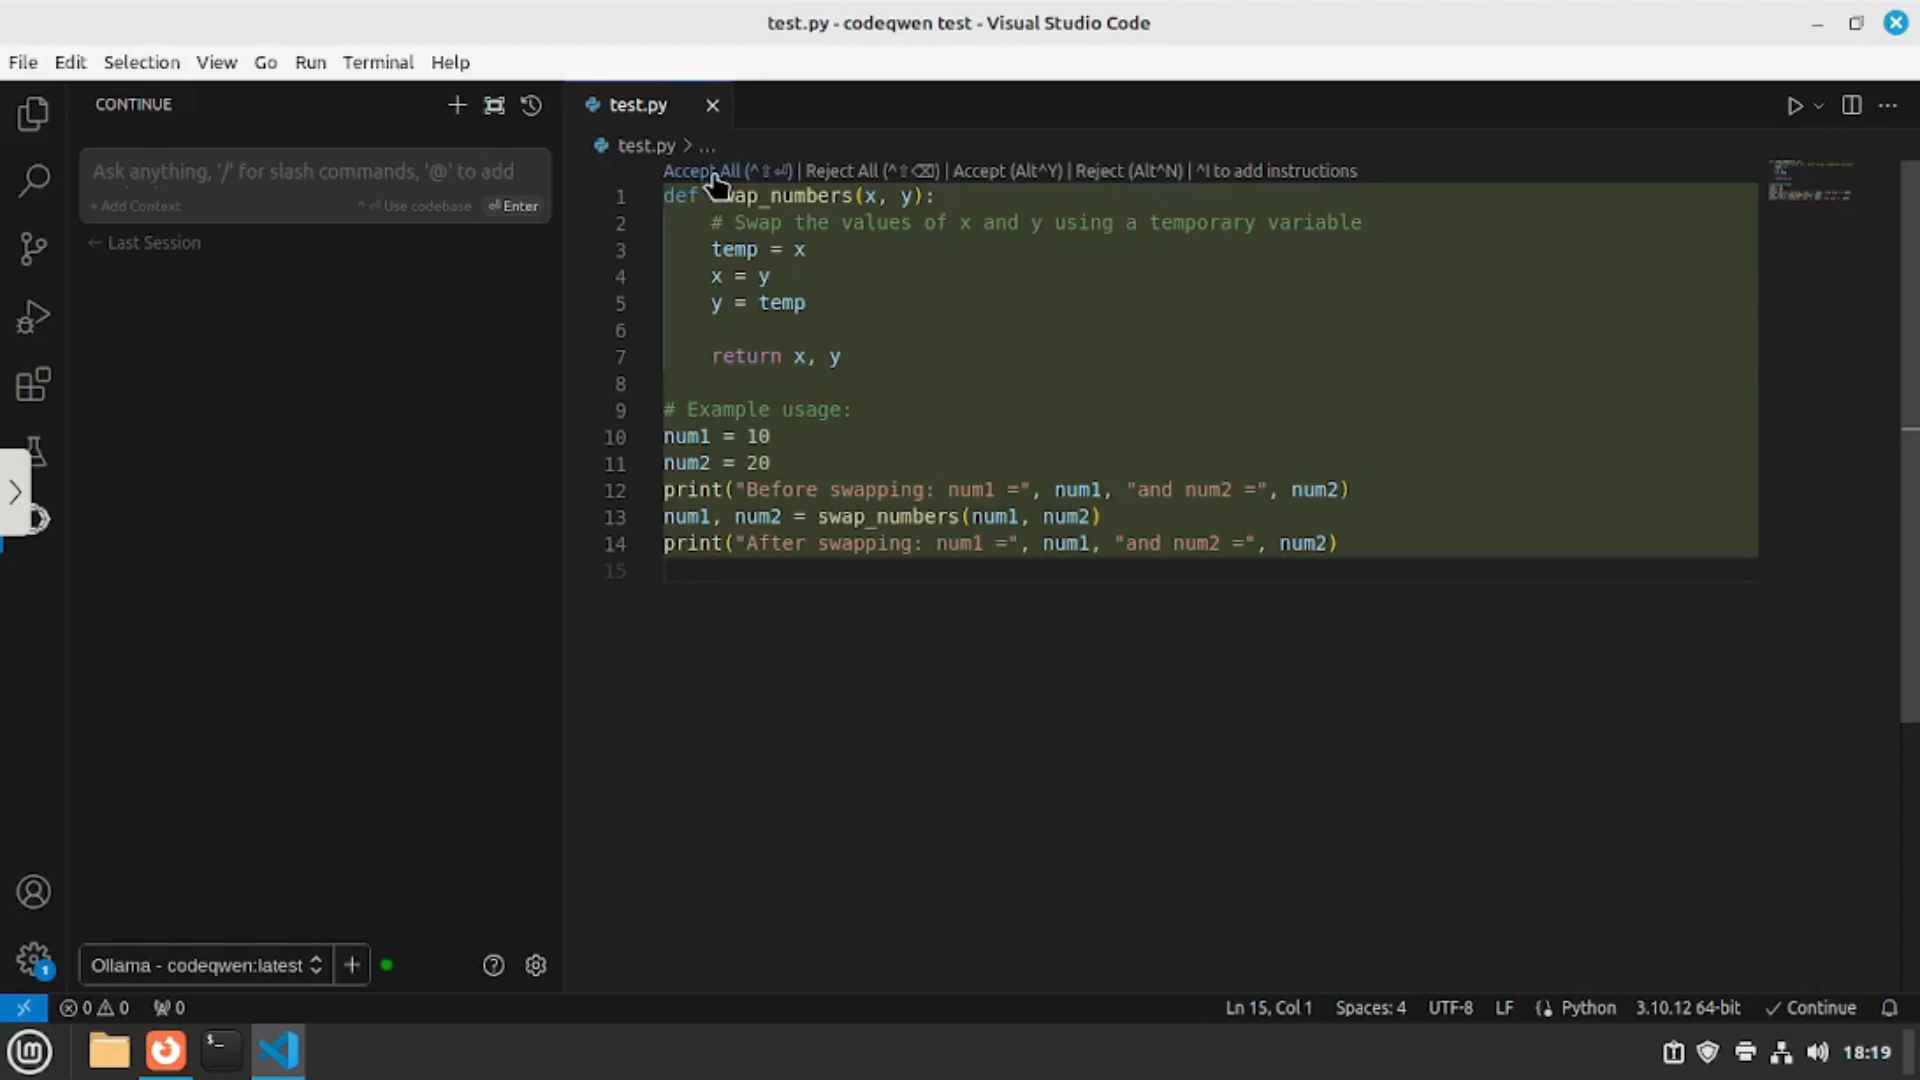 test.py - codeqwen test - Visual Studio Code
File Edit Selection View Go Run Terminal Help
CONTINUE
Ask anything, '/' for slash commands, '@' to add
+ Add Context ^ ⏎ Use codebase ⏎ Enter
← Last Session
test.py
test.py > ...
Accept All (^⇧⏎) | Reject All (^⇧⌫) | Accept (Alt^Y) | Reject (Alt^N) | ^I to add instructions
1 def swap_numbers(x, y):
2     # Swap the values of x and y using a temporary variable
3     temp = x
4     x = y
5     y = temp
6
7     return x, y
8
9 # Example usage:
10 num1 = 10
11 num2 = 20
12 print("Before swapping: num1 =", num1, "and num2 =", num2)
13 num1, num2 = swap_numbers(num1, num2)
14 print("After swapping: num1 =", num1, "and num2 =", num2)
15
1
Ollama - codeqwen:latest
0 0 0
Ln 15, Col 1 Spaces: 4 UTF-8 LF Python 3.10.12 64-bit ✓ Continue
18:19